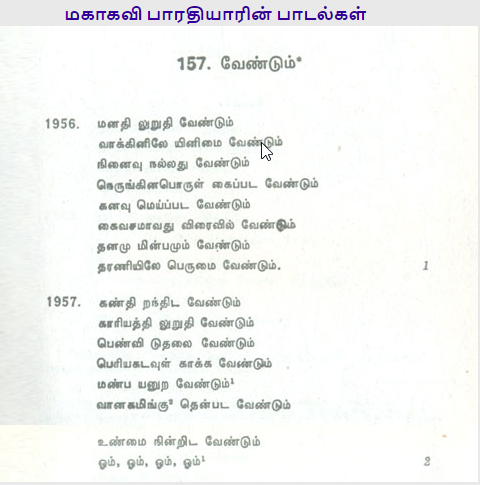 மகாகவி பாரதியாரின் பாடல்கள்
157. வேண்டும்*
1956. மனதி லுறுதி வேண்டும்
வாக்கினிலே யினிமை வேண்டும்
நினைவு நல்லது வேண்டும்
நெருங்கினபொருள் கைப்பட வேண்டும்
கனவு மெய்ப்பட வேண்டும்
கைவசமாவது விரைவில் வேண்டும்
தனமு மின்பமும் வேண்டும்
தரணியிலே பெருமை வேண்டும். 1
1957. கண்தி றந்திட வேண்டும்
காரியத்தி லுறுதி வேண்டும்
பெண்வி டுதலை வேண்டும்
பெரியகடவுள் காக்க வேண்டும்
மண்ப யனுற வேண்டும்¹
வானகமிங்கு² தென்பட வேண்டும்
உண்மை நின்றிட வேண்டும்
ஓம், ஓம், ஓம், ஓம்¹ 2